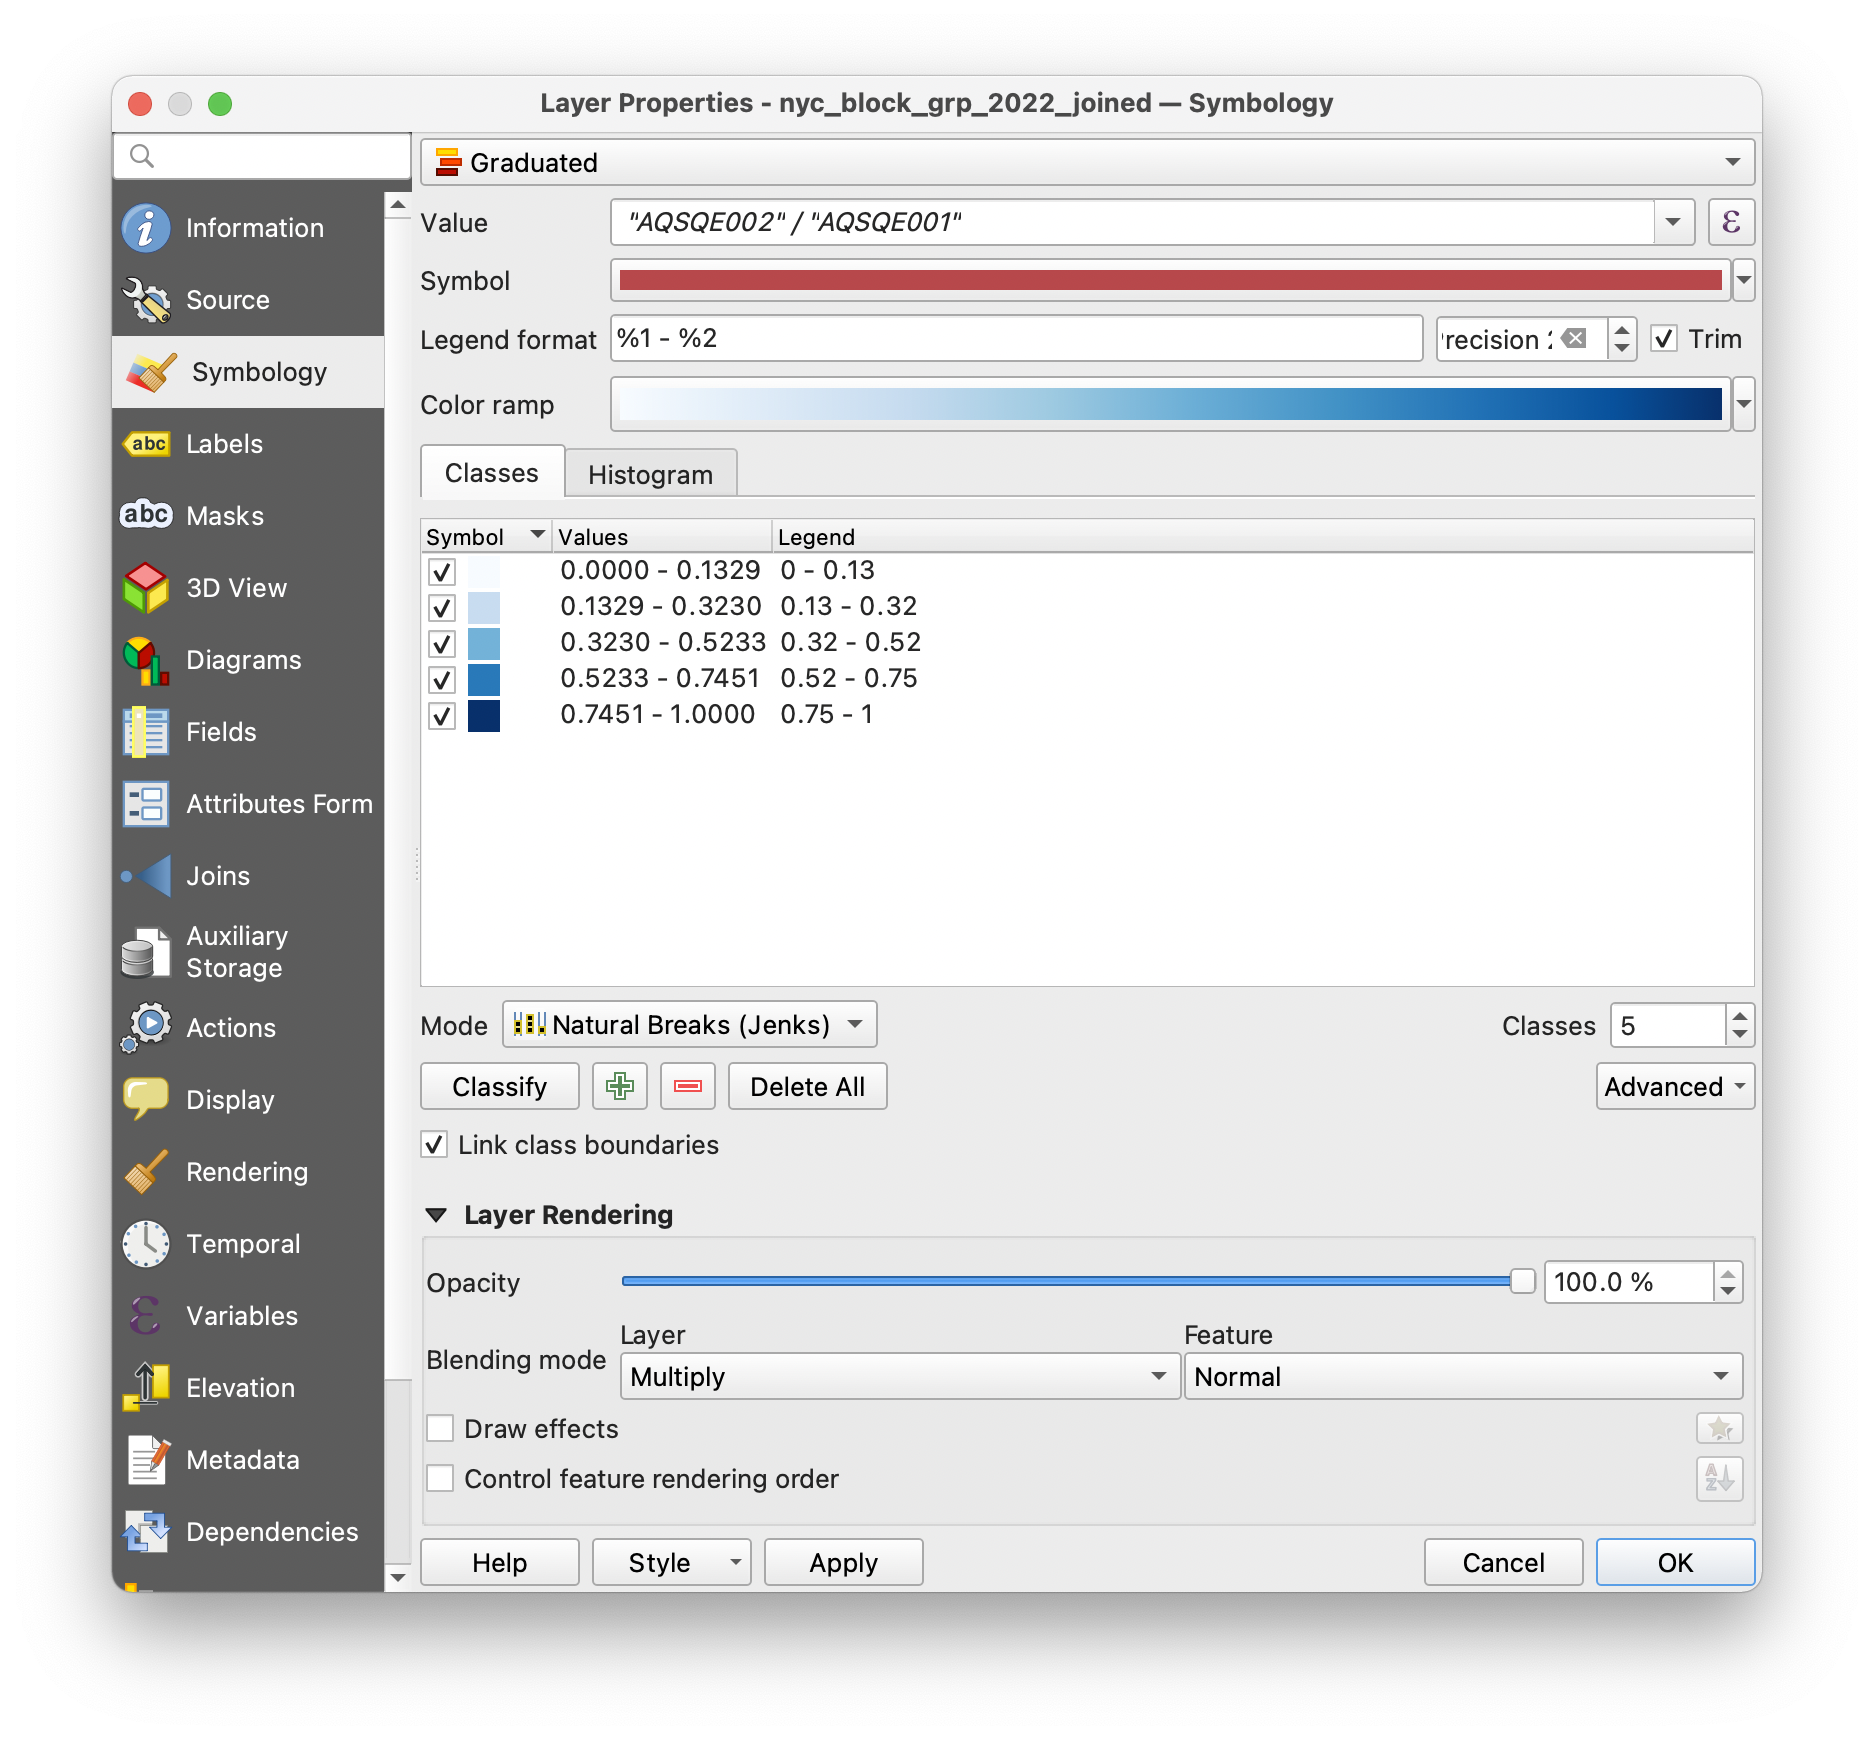 Layer Properties - nyc_block_grp_2022_joined — Symbology
Information
Source
Symbology
abc Labels
abc Masks
3D View
Diagrams
Fields
Attributes Form
Joins
Auxiliary
Storage
Actions
Display
Rendering
Temporal
Variables
Elevation
Metadata
Dependencies
Graduated
Value "AQSQE002" / "AQSQE001" ε
Symbol
Legend format %1 - %2 recision Trim
Color ramp
Classes Histogram
Symbol Values Legend
0.0000 - 0.1329 0 - 0.13
0.1329 - 0.3230 0.13 - 0.32
0.3230 - 0.5233 0.32 - 0.52
0.5233 - 0.7451 0.52 - 0.75
0.7451 - 1.0000 0.75 - 1
Mode Natural Breaks (Jenks) Classes 5
Classify Delete All Advanced
Link class boundaries
Layer Rendering
Opacity 100.0 %
Layer Feature
Blending mode Multiply Normal
Draw effects
Control feature rendering order
Help Style Apply Cancel OK